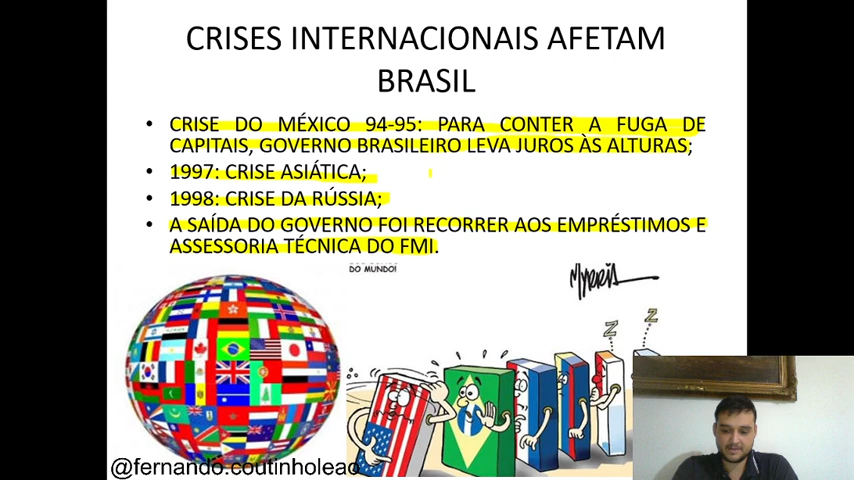 CRISES INTERNACIONAIS AFETAM
BRASIL
• CRISE DO MÉXICO 94-95: PARA CONTER A FUGA DE
CAPITAIS, GOVERNO BRASILEIRO LEVA JUROS ÀS ALTURAS;
• 1997: CRISE ASIÁTICA;
• 1998: CRISE DA RÚSSIA;
• A SAÍDA DO GOVERNO FOI RECORRER AOS EMPRÉSTIMOS E
ASSESSORIA TÉCNICA DO FMI.
DO MUNDO!
Z
Z
@fernando.coutinholeao